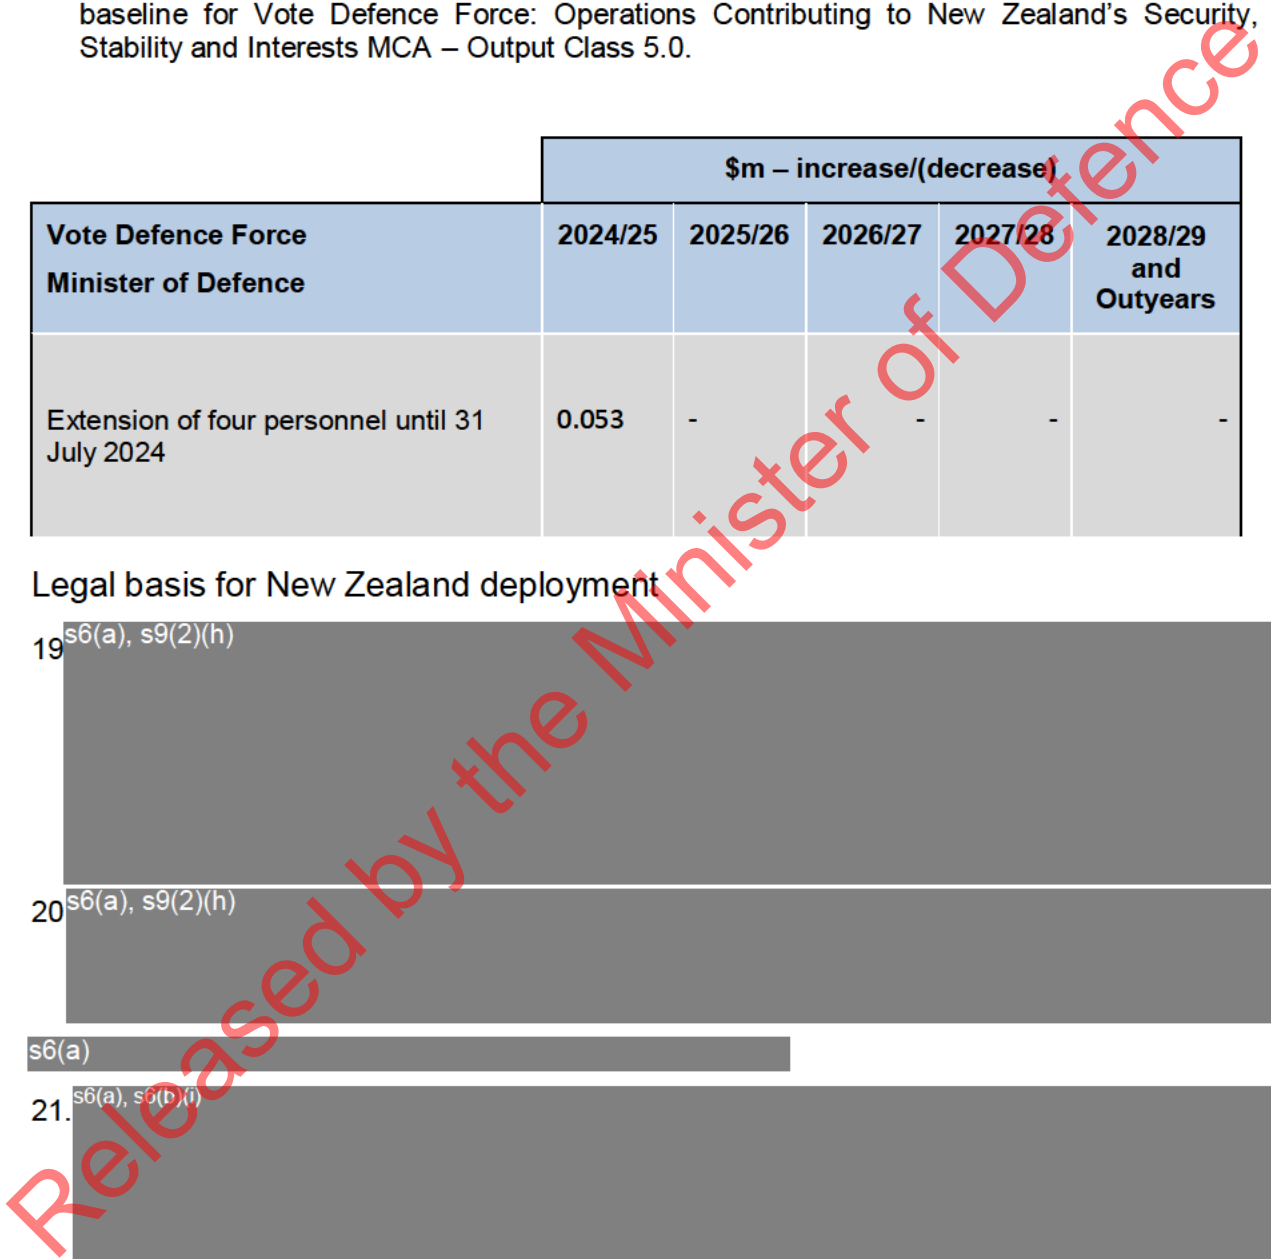 baseline for Vote Defence Force: Operations Contributing to New Zealand's Security,
Stability and Interests MCA – Output Class 5.0.
$m – increase/(decrease)
Vote Defence Force
Minister of Defence
2024/25 2025/26 2026/27 2027/28 2028/29
and
Outyears
Extension of four personnel until 31
July 2024
0.053 - - - -
Legal basis for New Zealand deployment
19 s6(a), s9(2)(h)
20 s6(a), s9(2)(h)
s6(a)
21. s6(a), s6(b)(i)
Released by the Minister of Defence